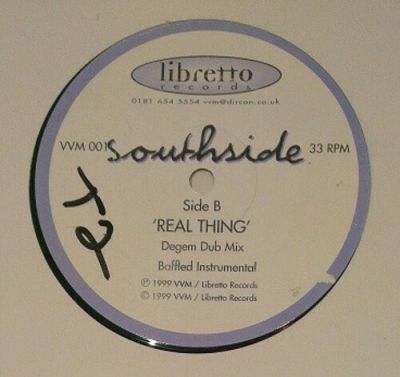 libretto
records
0181 654 5554 vvm@dircon.co.uk
VVM 001 southside 33 RPM
Side B
'REAL THING'
Degem Dub Mix
Boffled Instrumental
℗ 1999 VVM / Libretto Records
© 1999 VVM / Libretto Records